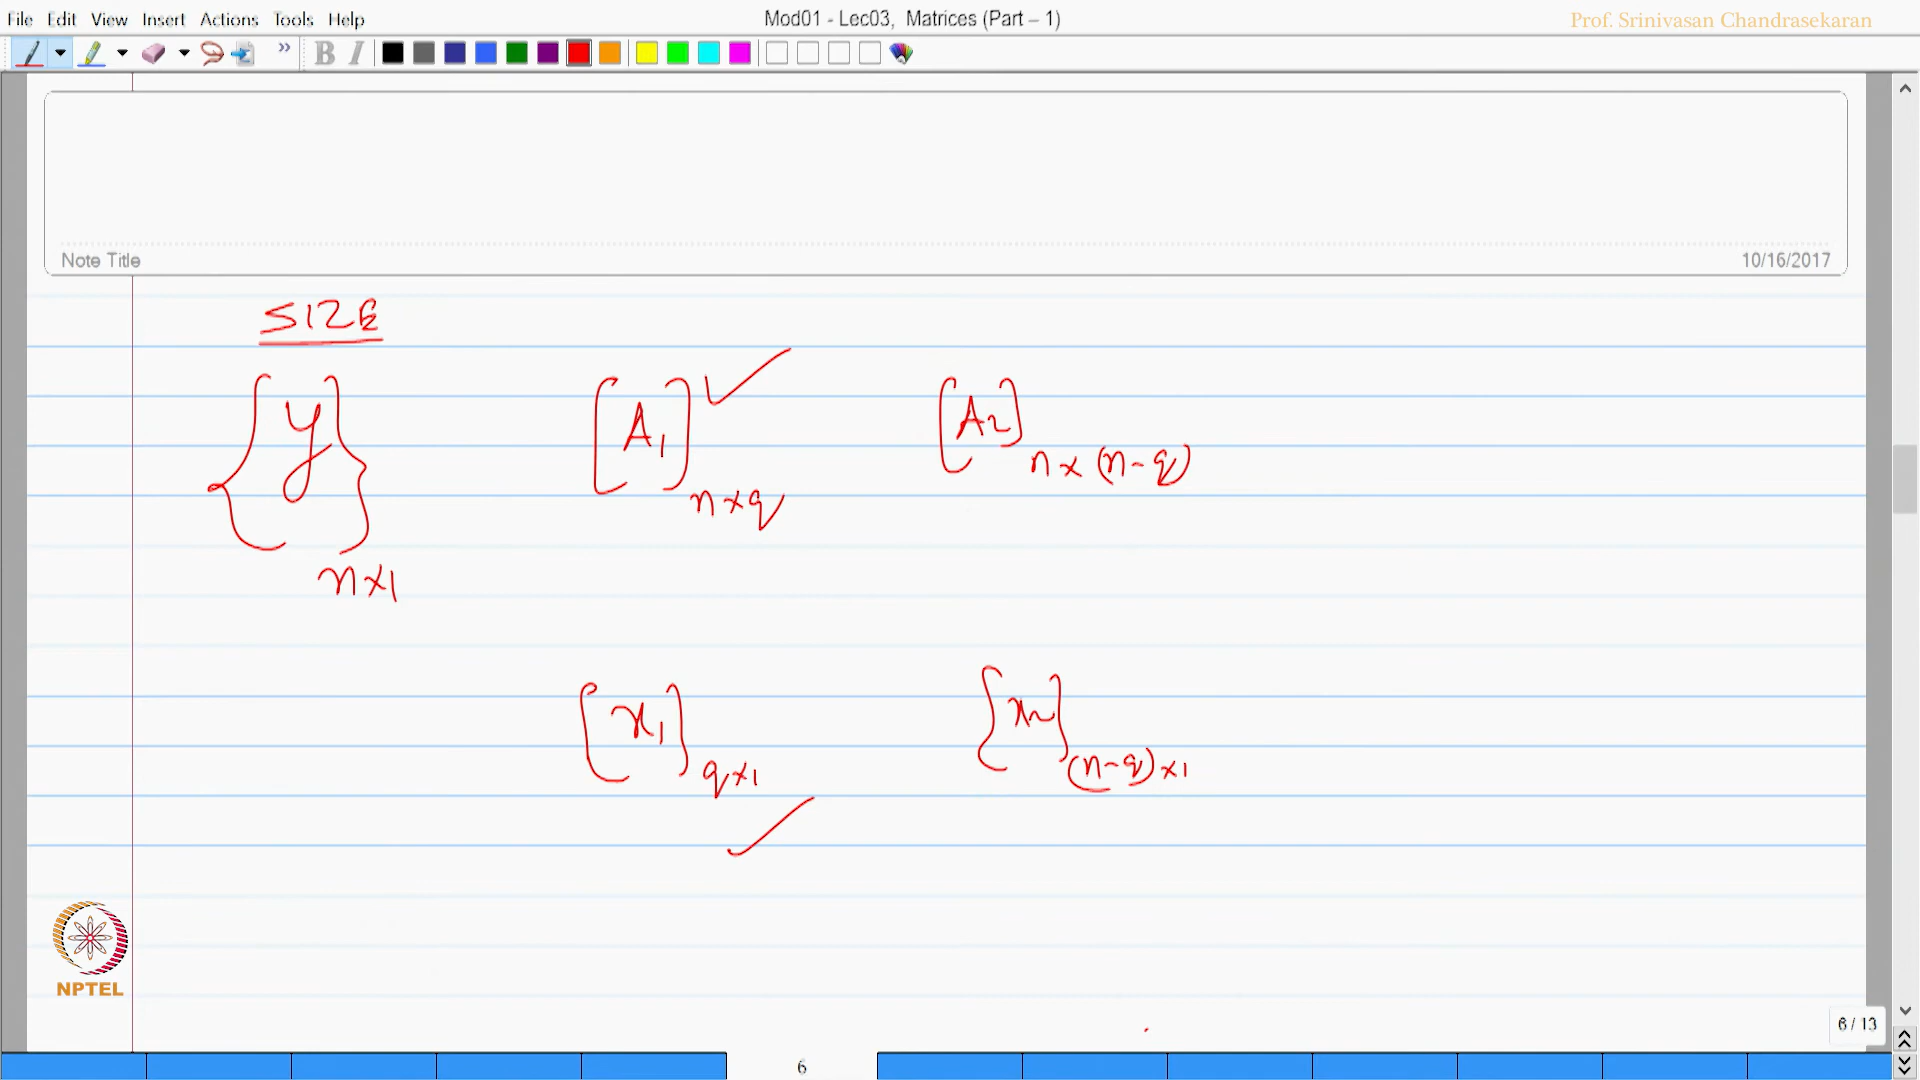 File Edit View Insert Actions Tools Help
Mod01 - Lec03, Matrices (Part – 1)
Prof. Srinivasan Chandrasekaran
B I
Note Title
10/16/2017
SIZE
{y}n×1
[A1]n×q
[A2]n×(n-q)
[x1]q×1
{x2](n-q)×1
NPTEL
6 / 13
6